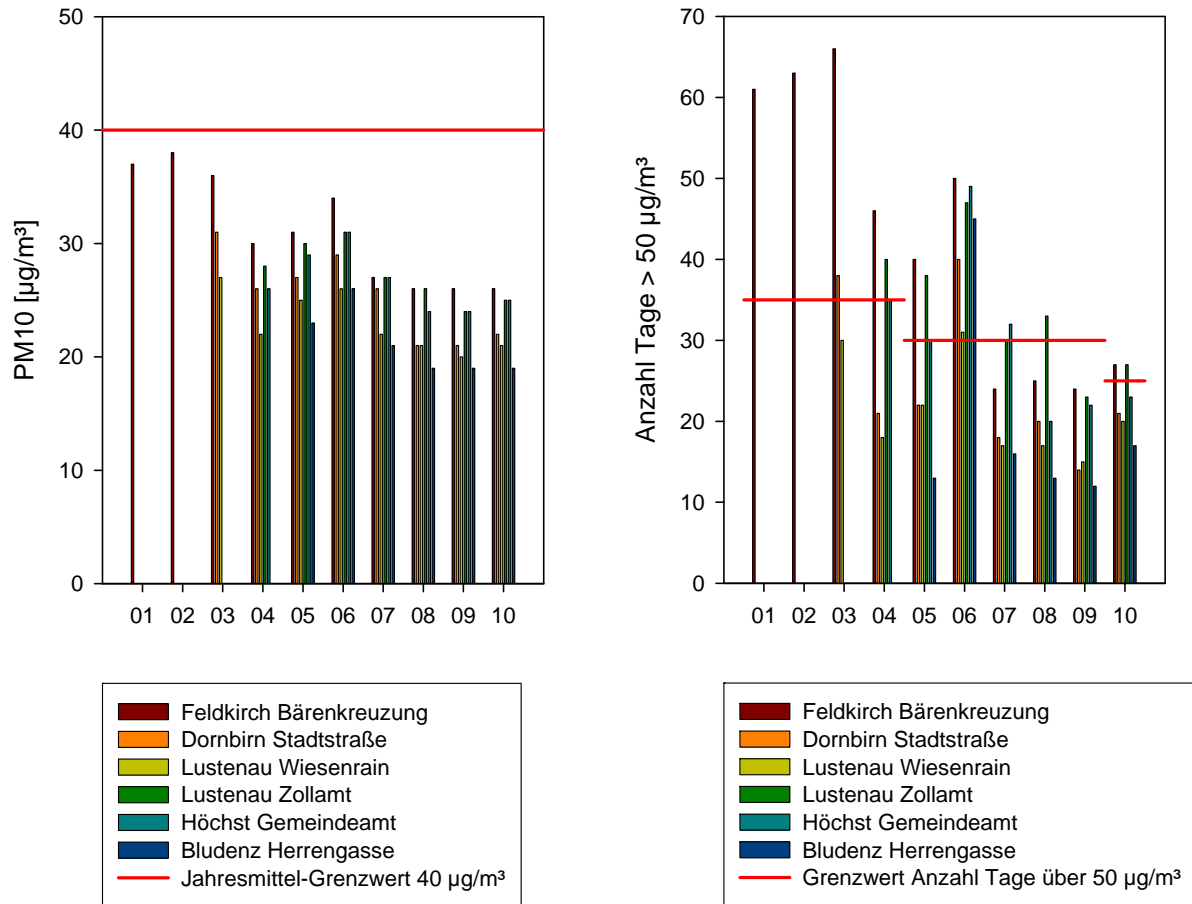 50
40
30
20
10
0
PM10 [µg/m³]
01 02 03 04 05 06 07 08 09 10
Feldkirch Bärenkreuzung
Dornbirn Stadtstraße
Lustenau Wiesenrain
Lustenau Zollamt
Höchst Gemeindeamt
Bludenz Herrengasse
Jahresmittel-Grenzwert 40 µg/m³
70
60
50
40
30
20
10
0
Anzahl Tage > 50 µg/m³
01 02 03 04 05 06 07 08 09 10
Feldkirch Bärenkreuzung
Dornbirn Stadtstraße
Lustenau Wiesenrain
Lustenau Zollamt
Höchst Gemeindeamt
Bludenz Herrengasse
Grenzwert Anzahl Tage über 50 µg/m³